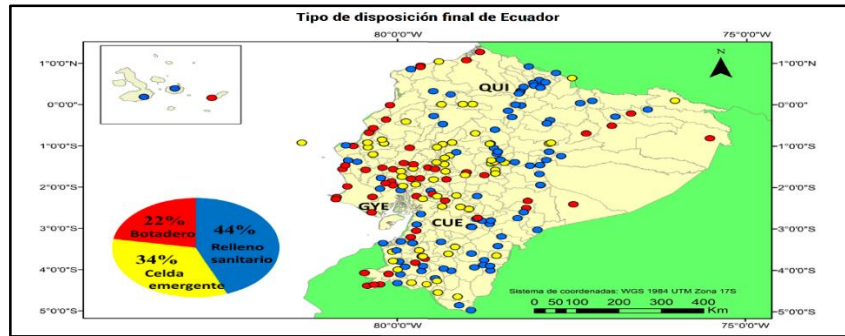 Tipo de disposición final de Ecuador
80°0'0"W
75°0'0"W
1°0'0"N
1°0'0"N
N
QUI
0°0'0"
0°0'0"
1°0'0"S
1°0'0"S
2°0'0"S
2°0'0"S
GYE
CUE
3°0'0"S
3°0'0"S
4°0'0"S
4°0'0"S
5°0'0"S
5°0'0"S
22%
Botadero
44%
Relleno
sanitario
34%
Celda
emergente
Sistema de coordenadas: WGS 1984 UTM Zona 17S
0 50 100 200 300 400
Km
80°0'0"W
75°0'0"W